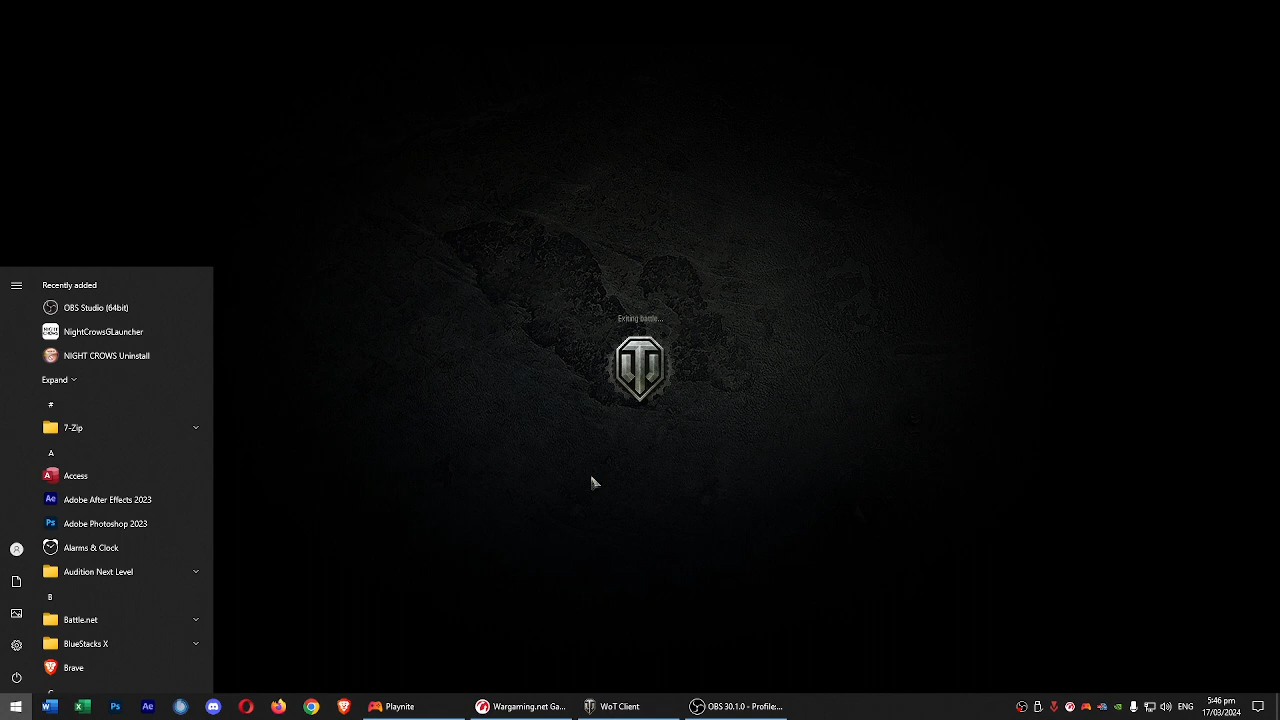 Recently added
OBS Studio (64bit)
NightCrowsGLauncher
NIGHT CROWS Uninstall
Expand
#
7-Zip
A
Access
Adobe After Effects 2023
Adobe Photoshop 2023
Alarms & Clock
Audition Next Level
B
Battle.net
BlueStacks X
Brave
Exiting battle...
Playnite
Wargaming.net Ga...
WoT Client
OBS 30.1.0 - Profile...
ENG
5:46 pm
17/03/2024